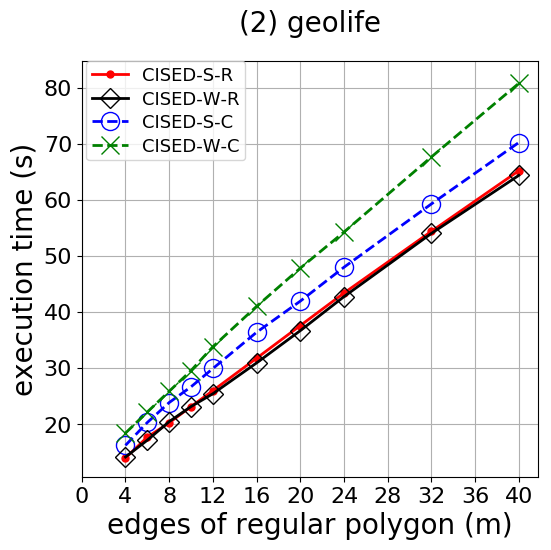 (2) geolife
CISED-S-R
CISED-W-R
CISED-S-C
CISED-W-C
execution time (s)
80
70
60
50
40
30
20
0 4 8 12 16 20 24 28 32 36 40
edges of regular polygon (m)